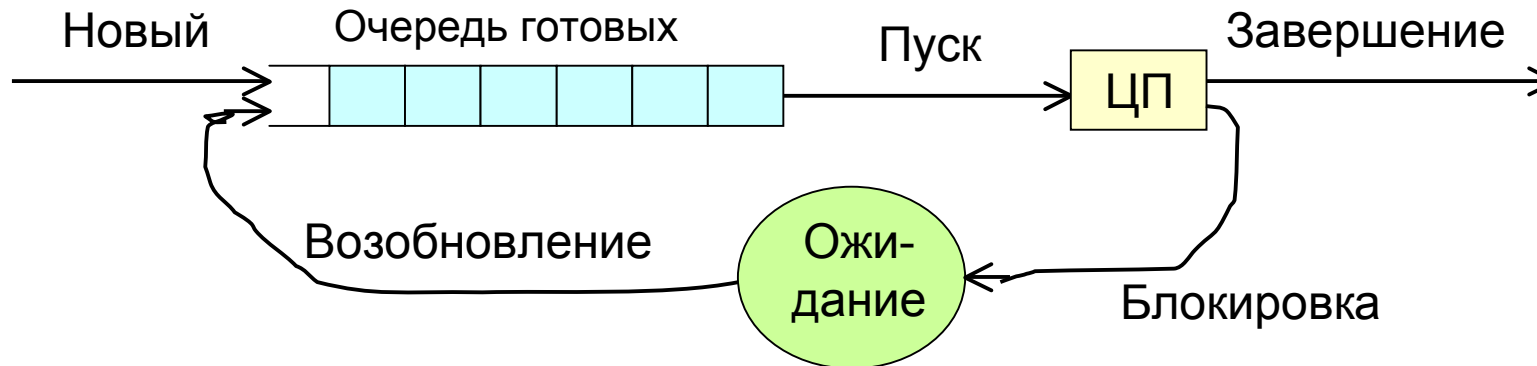 Новый
Очередь готовых
Пуск
ЦП
Завершение
Возобновление
Ожи-
дание
Блокировка